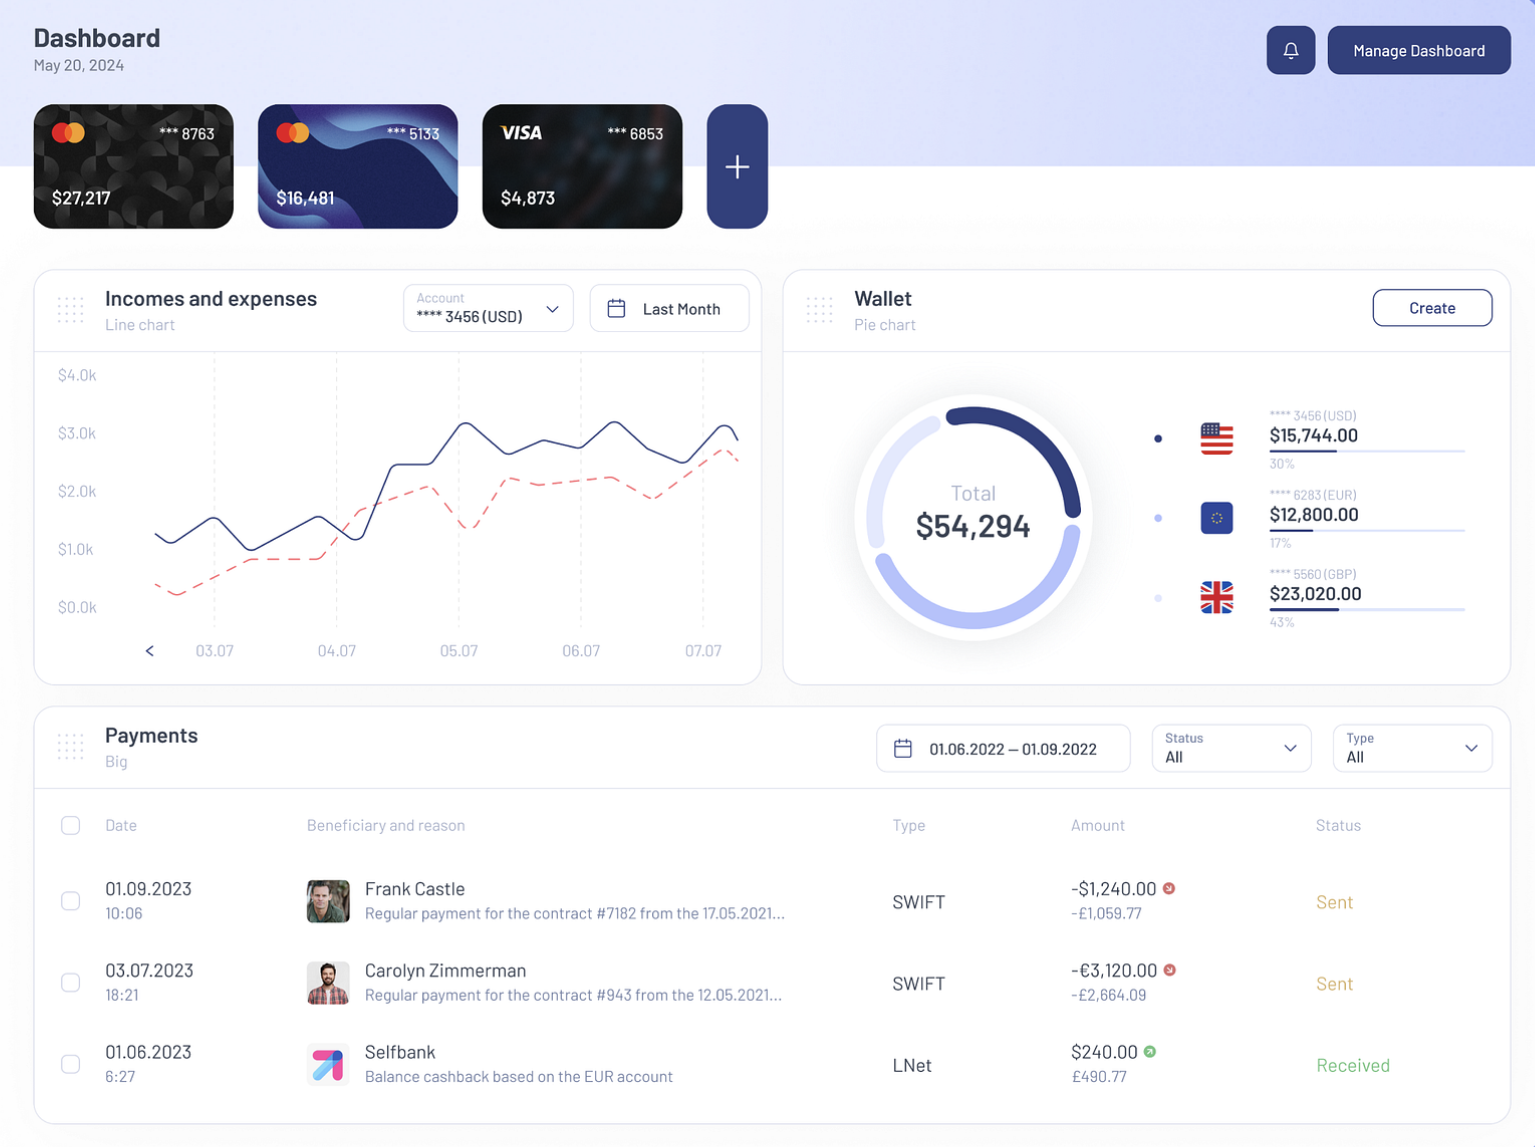 Dashboard
May 20, 2024
Manage Dashboard
*** 8763
$27,217
*** 5133
$16,481
VISA
*** 6853
$4,873
Incomes and expenses
Line chart
Account
**** 3456 (USD)
Last Month
$4.0k
$3.0k
$2.0k
$1.0k
$0.0k
03.07
04.07
05.07
06.07
07.07
Wallet
Pie chart
Create
Total
$54,294
**** 3456 (USD)
$15,744.00
30%
**** 6283 (EUR)
$12,800.00
17%
**** 5560 (GBP)
$23,020.00
43%
Payments
Big
01.06.2022 – 01.09.2022
Status
All
Type
All
Date
Beneficiary and reason
Type
Amount
Status
01.09.2023
10:06
Frank Castle
Regular payment for the contract #7182 from the 17.05.2021...
SWIFT
-$1,240.00
-£1,059.77
Sent
03.07.2023
18:21
Carolyn Zimmerman
Regular payment for the contract #943 from the 12.05.2021...
SWIFT
-€3,120.00
-£2,664.09
Sent
01.06.2023
6:27
Selfbank
Balance cashback based on the EUR account
LNet
$240.00
£490.77
Received